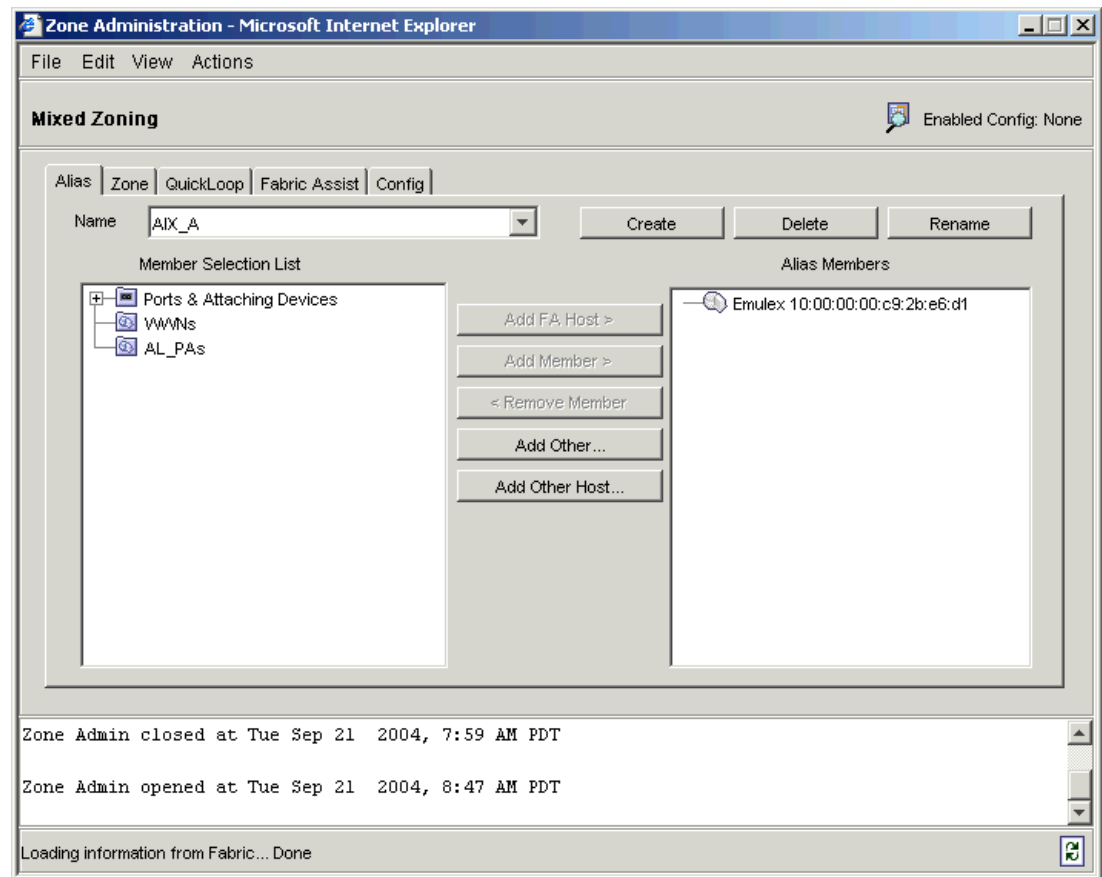 Zone Administration - Microsoft Internet Explorer
File Edit View Actions
Mixed Zoning
Enabled Config: None
Alias Zone QuickLoop Fabric Assist Config
Name AIX_A Create Delete Rename
Member Selection List Alias Members
Ports & Attaching Devices
WWNs
AL_PAs
Add FA Host >
Add Member >
< Remove Member
Add Other...
Add Other Host...
Emulex 10:00:00:00:c9:2b:e6:d1
Zone Admin closed at Tue Sep 21 2004, 7:59 AM PDT
Zone Admin opened at Tue Sep 21 2004, 8:47 AM PDT
Loading information from Fabric... Done